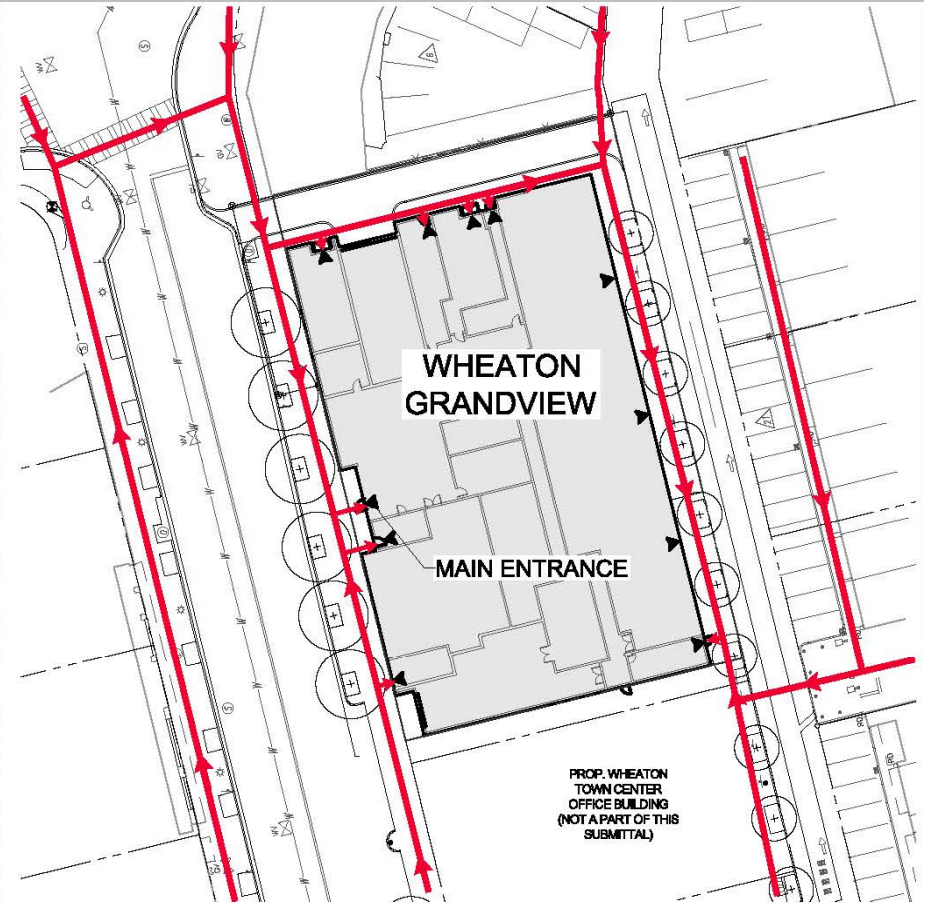 WHEATON
GRANDVIEW
MAIN ENTRANCE
PROP. WHEATON
TOWN CENTER
OFFICE BUILDING
(NOT A PART OF THIS
SUBMITTAL)